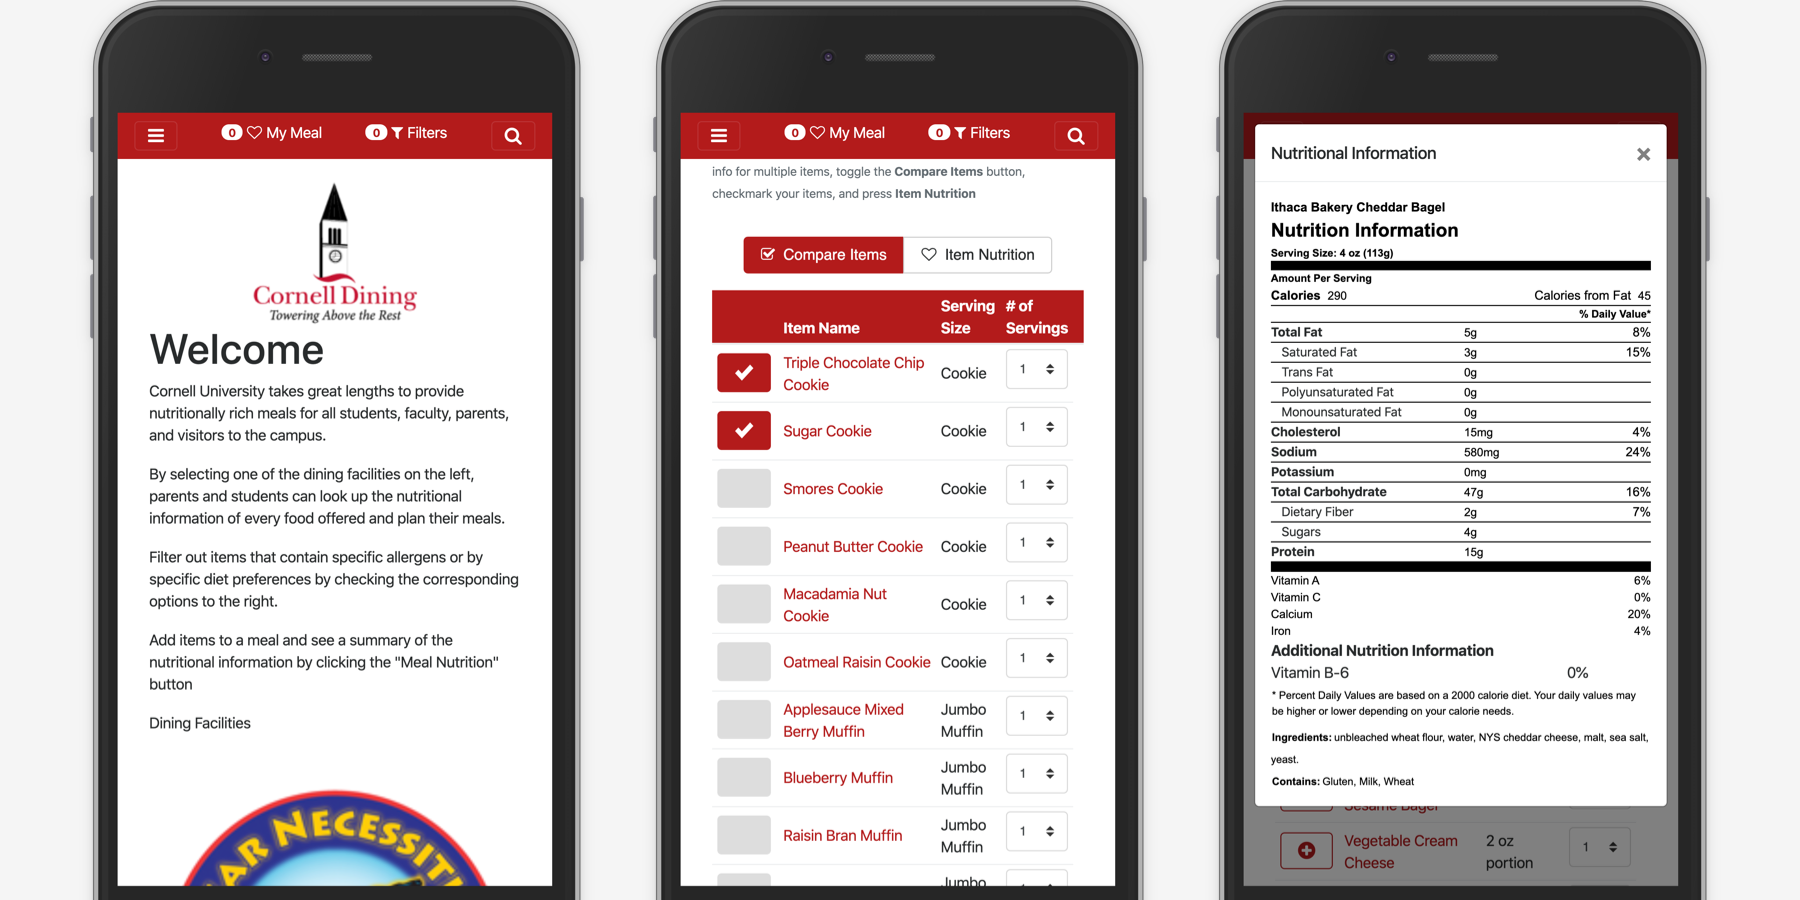 0 My Meal
0 Filters
Cornell Dining
Towering Above the Rest
Welcome
Cornell University takes great lengths to provide
nutritionally rich meals for all students, faculty, parents,
and visitors to the campus.
By selecting one of the dining facilities on the left,
parents and students can look up the nutritional
information of every food offered and plan their meals.
Filter out items that contain specific allergens or by
specific diet preferences by checking the corresponding
options to the right.
Add items to a meal and see a summary of the
nutritional information by clicking the "Meal Nutrition"
button
Dining Facilities
AR NECESSITI
0 My Meal
0 Filters
info for multiple items, toggle the Compare Items button,
checkmark your items, and press Item Nutrition
Compare Items
Item Nutrition
Item Name Serving Size # of Servings
Triple Chocolate Chip Cookie Cookie 1
Sugar Cookie Cookie 1
Smores Cookie Cookie 1
Peanut Butter Cookie Cookie 1
Macadamia Nut Cookie Cookie 1
Oatmeal Raisin Cookie Cookie 1
Applesauce Mixed Berry Muffin Jumbo Muffin 1
Blueberry Muffin Jumbo Muffin 1
Raisin Bran Muffin Jumbo Muffin 1
Jumbo
Nutritional Information
Ithaca Bakery Cheddar Bagel
Nutrition Information
Serving Size: 4 oz (113g)
Amount Per Serving
Calories 290 Calories from Fat 45
% Daily Value*
Total Fat 5g 8%
Saturated Fat 3g 15%
Trans Fat 0g
Polyunsaturated Fat 0g
Monounsaturated Fat 0g
Cholesterol 15mg 4%
Sodium 580mg 24%
Potassium 0mg
Total Carbohydrate 47g 16%
Dietary Fiber 2g 7%
Sugars 4g
Protein 15g
Vitamin A 6%
Vitamin C 0%
Calcium 20%
Iron 4%
Additional Nutrition Information
Vitamin B-6 0%
* Percent Daily Values are based on a 2000 calorie diet. Your daily values may
be higher or lower depending on your calorie needs.
Ingredients: unbleached wheat flour, water, NYS cheddar cheese, malt, sea salt,
yeast.
Contains: Gluten, Milk, Wheat
Sesame Bagel
Vegetable Cream Cheese 2 oz portion 1